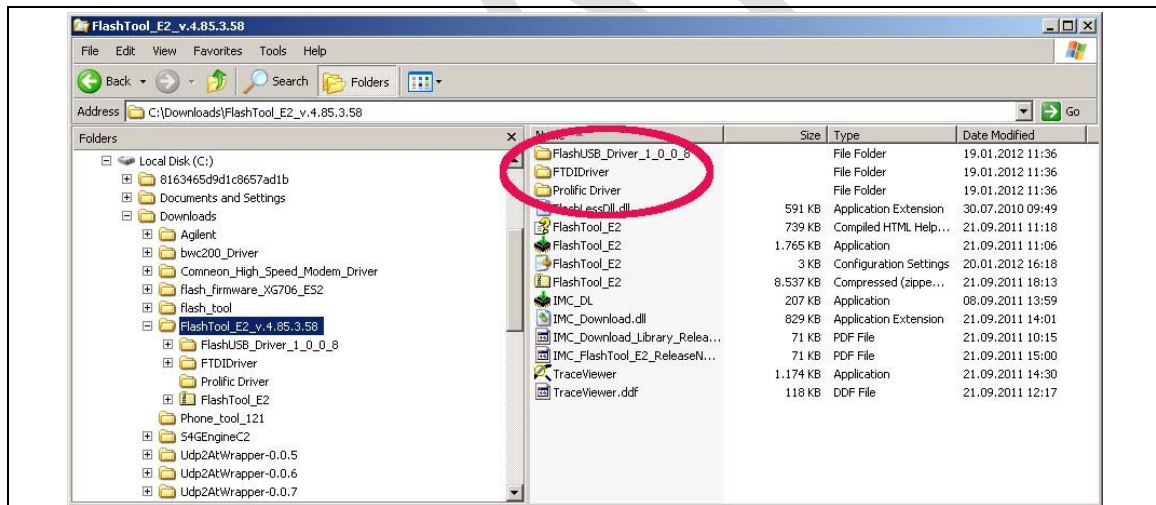 FlashTool_E2_v.4.85.3.58
File Edit View Favorites Tools Help
Back Search Folders
Address C:\Downloads\FlashTool_E2_v.4.85.3.58 Go
Folders
Local Disk (C:)
8163465d9d1c8657ad1b
Documents and Settings
Downloads
Agilent
bwc200_Driver
Comneon_High_Speed_Modem_Driver
flash_firmware_XG706_ES2
flash_tool
FlashTool_E2_v.4.85.3.58
FlashUSB_Driver_1_0_0_8
FTDIDriver
Prolific Driver
FlashTool_E2
Phone_tool_121
S4GEngineC2
Udp2AtWrapper-0.0.5
Udp2AtWrapper-0.0.6
Udp2AtWrapper-0.0.7
Size Type Date Modified
FlashUSB_Driver_1_0_0_8 File Folder 19.01.2012 11:36
FTDIDriver File Folder 19.01.2012 11:36
Prolific Driver File Folder 19.01.2012 11:36
FlashLessDll.dll 591 KB Application Extension 30.07.2010 09:49
FlashTool_E2 739 KB Compiled HTML Help... 21.09.2011 11:18
FlashTool_E2 1.765 KB Application 21.09.2011 11:06
FlashTool_E2 3 KB Configuration Settings 20.01.2012 16:18
FlashTool_E2 8.537 KB Compressed (zippe... 21.09.2011 18:13
IMC_DL 207 KB Application 08.09.2011 13:59
IMC_Download.dll 829 KB Application Extension 21.09.2011 14:01
IMC_Download_Library_Relea... 71 KB PDF File 21.09.2011 10:15
IMC_FlashTool_E2_ReleaseN... 71 KB PDF File 21.09.2011 15:00
TraceViewer 1.174 KB Application 21.09.2011 14:30
TraceViewer.ddf 118 KB DDF File 21.09.2011 12:17